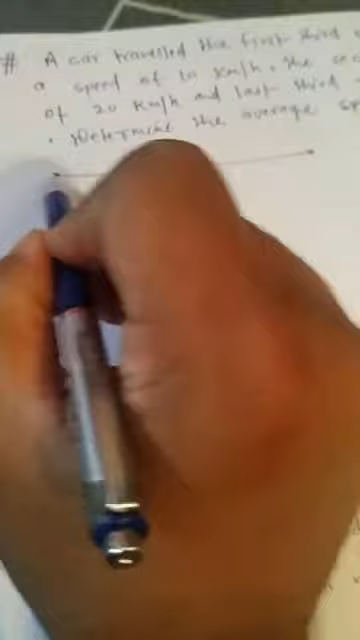 # A car travelled the first third
a speed of 10 km/h, the sec
of 20 km/h and last third
. Determine the average sp